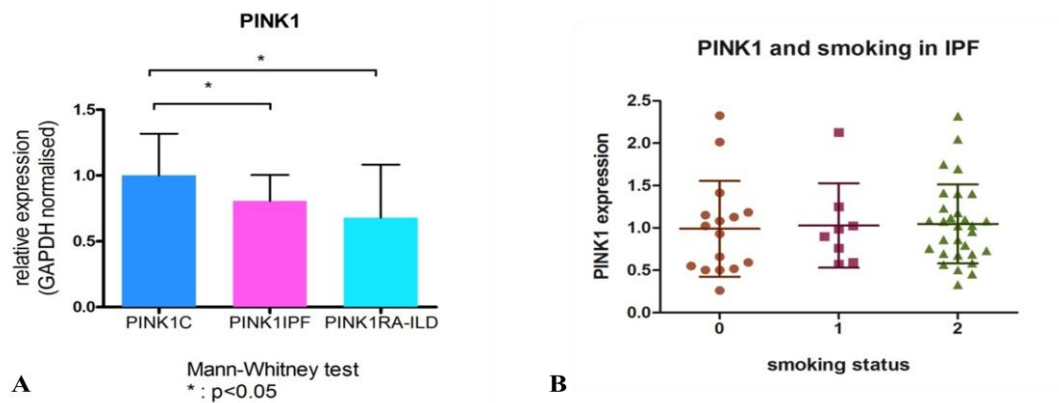 PINK1
*
*
relative expression
(GAPDH normalised)
1.5
1.0
0.5
0.0
PINK1C
PINK1IPF
PINK1RA-ILD
Mann-Whitney test
* : p<0.05
A
PINK1 and smoking in IPF
PINK1 expression
2.5
2.0
1.5
1.0
0.5
0.0
0
1
2
smoking status
B